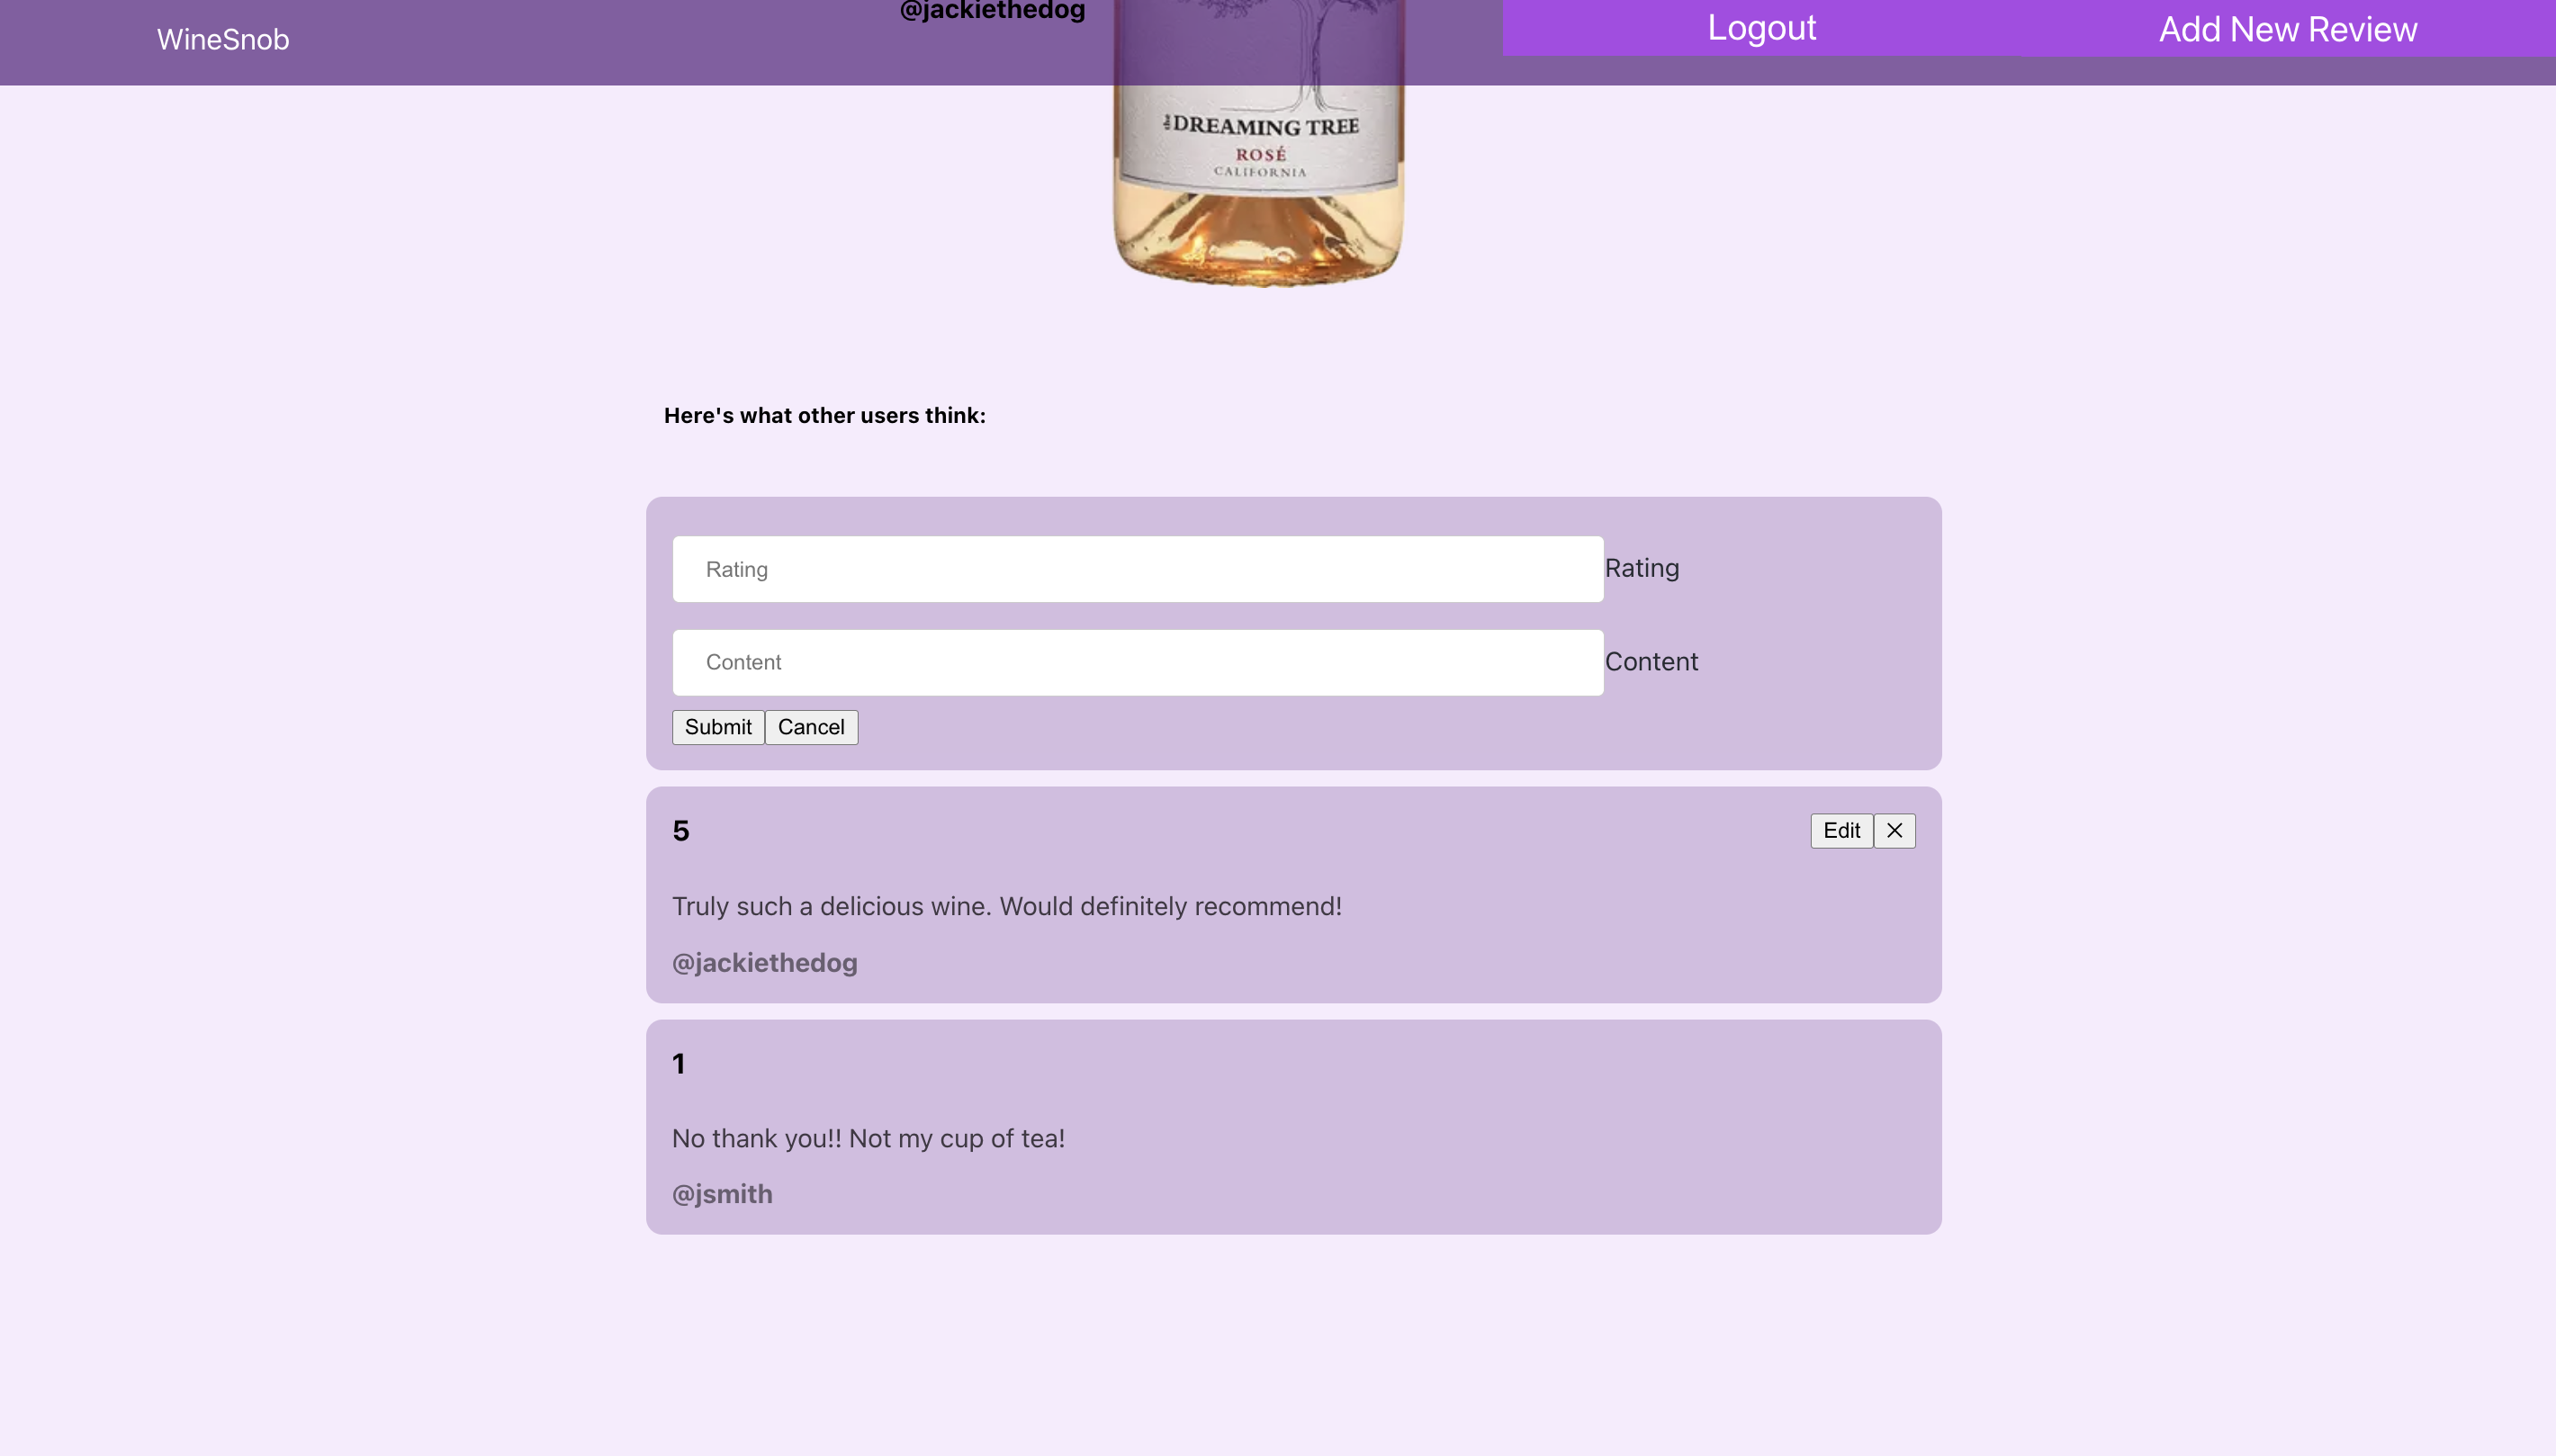 @jackiethedog
WineSnob
Logout
Add New Review
the DREAMING TREE
ROSÉ
CALIFORNIA
Here's what other users think:
Rating Rating
Content Content
Submit Cancel
5 Edit ×
Truly such a delicious wine. Would definitely recommend!
@jackiethedog
1
No thank you!! Not my cup of tea!
@jsmith